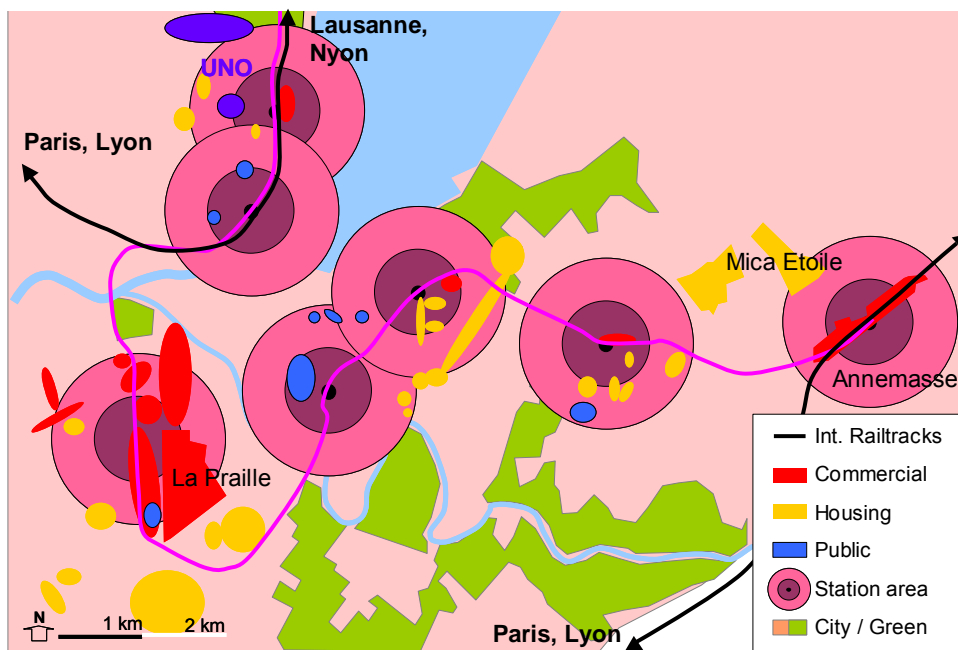 Lausanne,
Nyon
UNO
Paris, Lyon
Mica Etoile
Annemasse
La Praille
Int. Railtracks
Commercial
Housing
Public
Station area
City / Green
N
1 km
2 km
Paris, Lyon